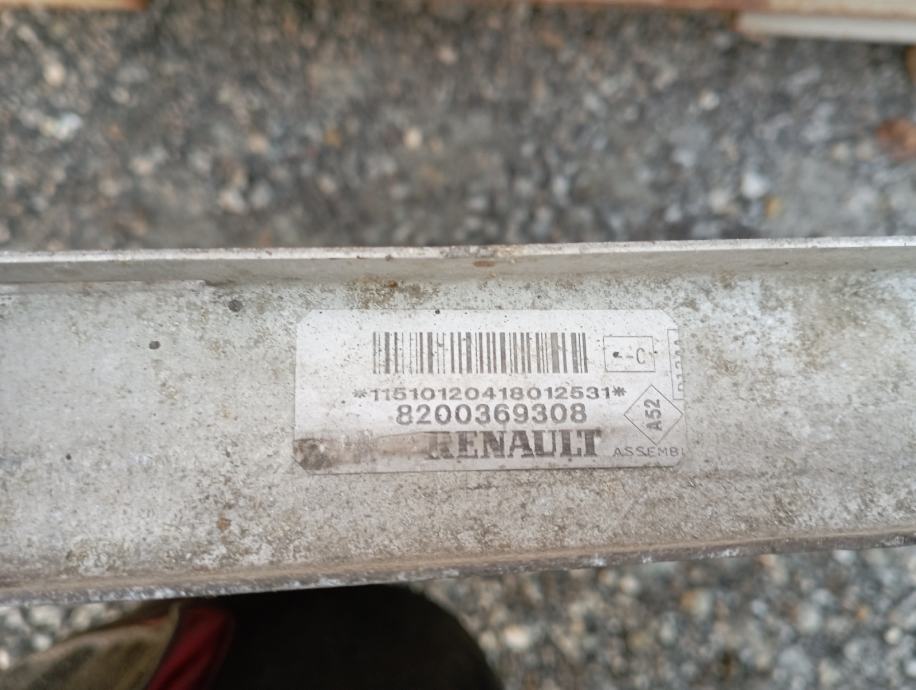 --C
*11510120418012531*
8200369308
A52
RENAULT
ASSEMB